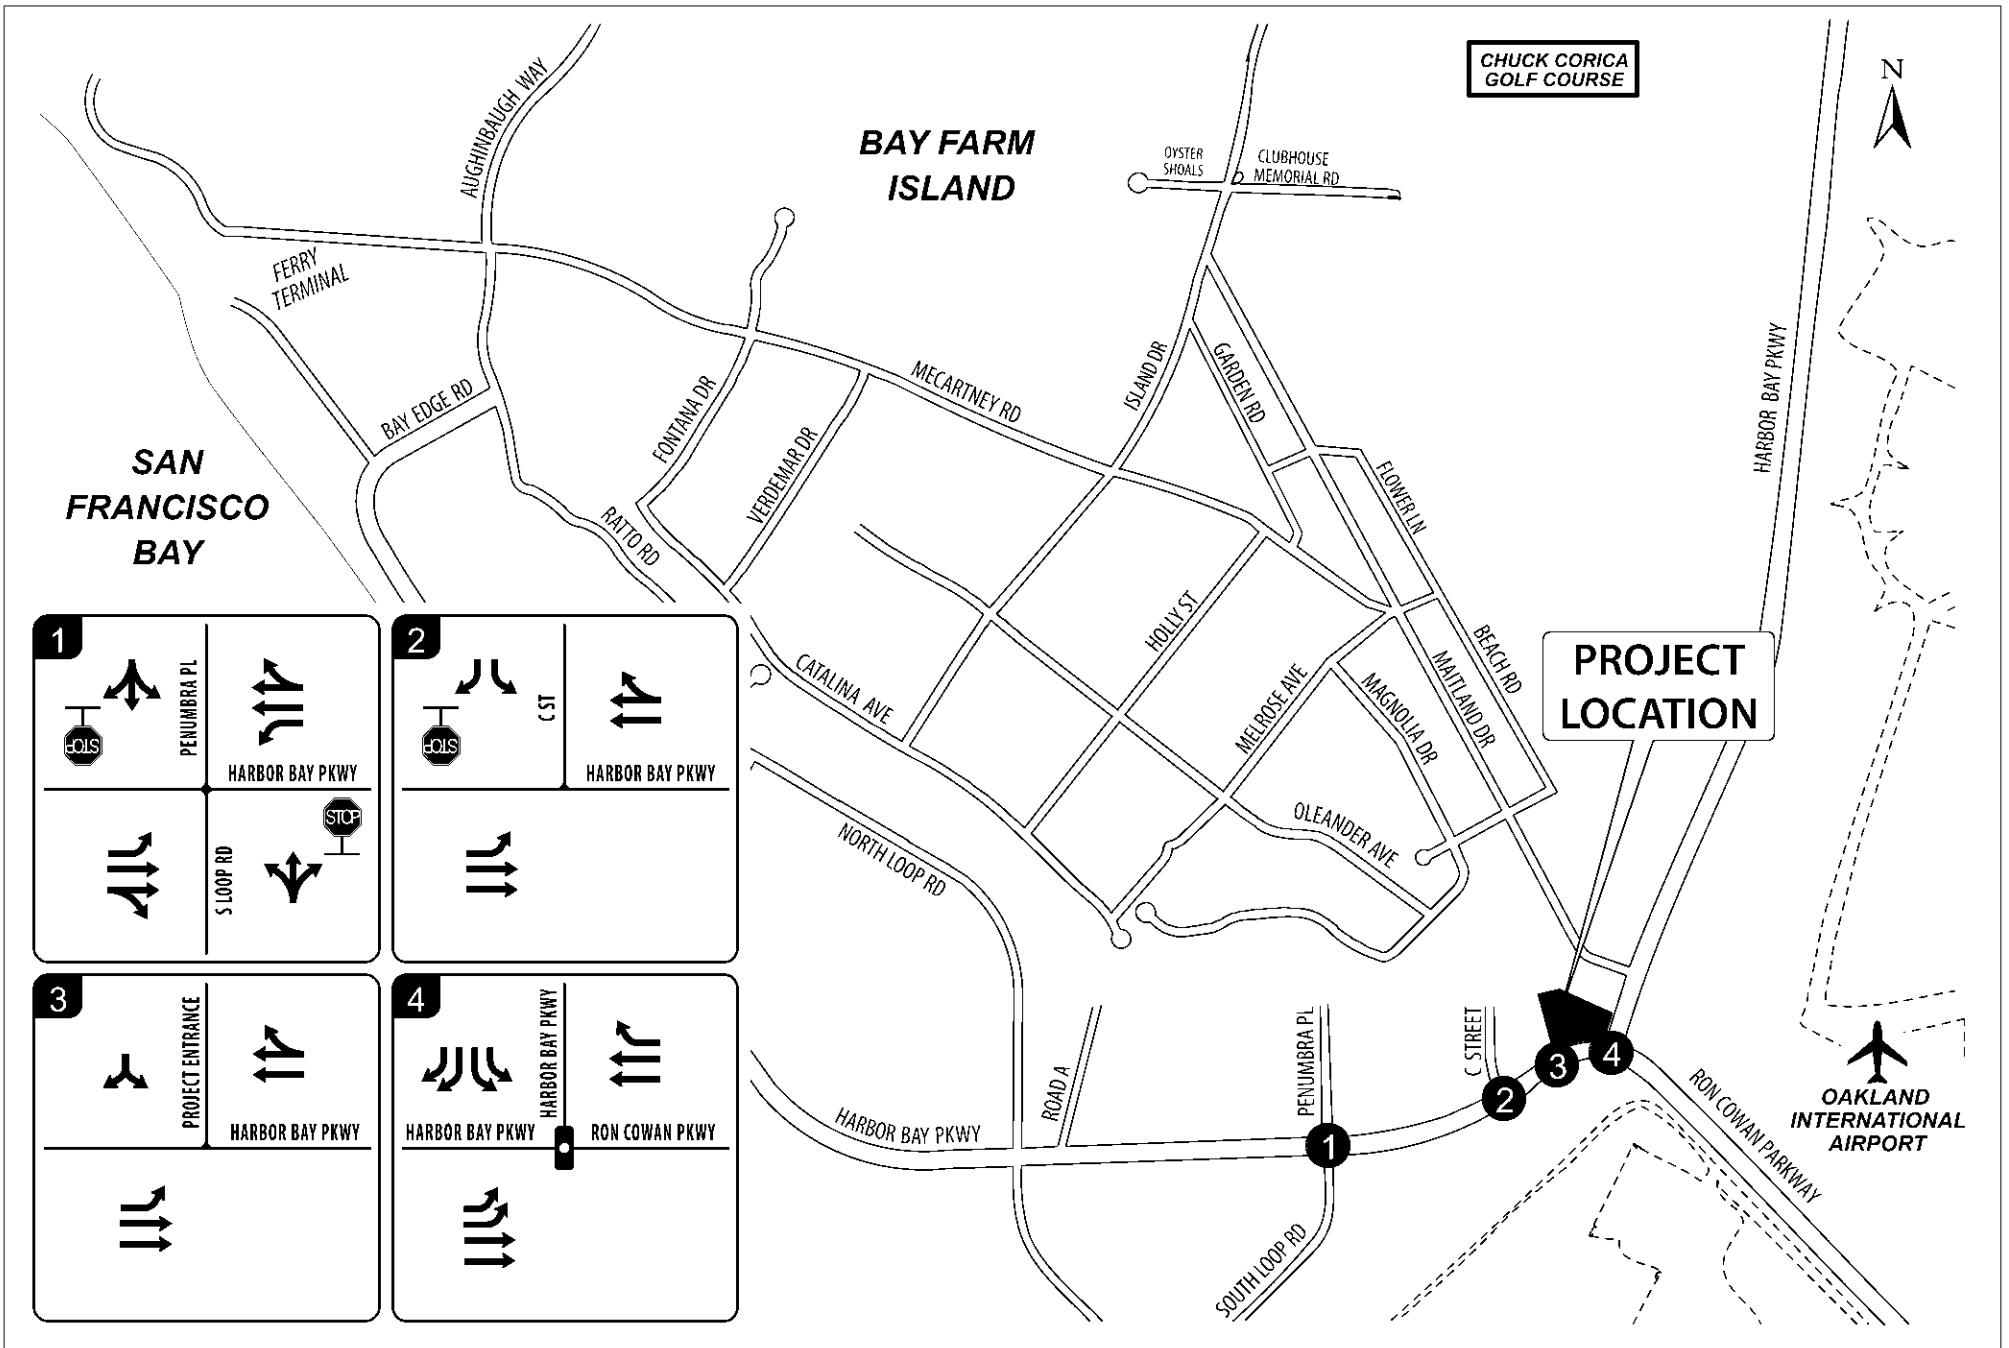 CHUCK CORICA
GOLF COURSE
N
AUGHINBAUGH WAY
BAY FARM
ISLAND
OYSTER
SHOALS
CLUBHOUSE
MEMORIAL RD
FERRY
TERMINAL
HARBOR BAY PKWY
ISLAND DR
GARDEN RD
MECARTNEY RD
BAY EDGE RD
FONTANA DR
VERDEMAR DR
FLOWER LN
SAN
FRANCISCO
BAY
RATTO RD
HOLLY ST
BEACH RD
MAITLAND DR
MELROSE AVE
MAGNOLIA DR
CATALINA AVE
PROJECT
LOCATION
OLEANDER AVE
NORTH LOOP RD
1
PENUMBRA PL
STOP
HARBOR BAY PKWY
S LOOP RD
STOP
2
C ST
STOP
HARBOR BAY PKWY
3
PROJECT ENTRANCE
HARBOR BAY PKWY
4
HARBOR BAY PKWY
HARBOR BAY PKWY
RON COWAN PKWY
ROAD A
PENUMBRA PL
C STREET
HARBOR BAY PKWY
1
2
3
4
SOUTH LOOP RD
RON COWAN PARKWAY
OAKLAND
INTERNATIONAL
AIRPORT